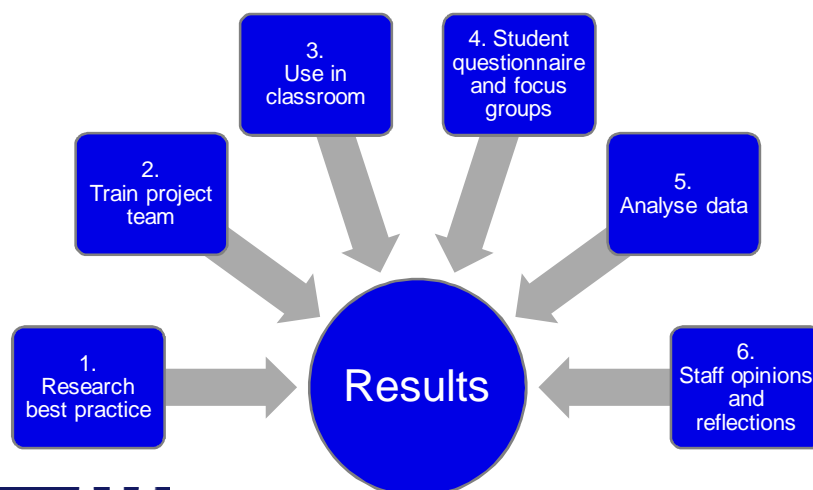 1.
Research
best practice
2.
Train project
team
3.
Use in
classroom
4. Student
questionnaire
and focus
groups
5.
Analyse data
6.
Staff opinions
and
reflections
Results